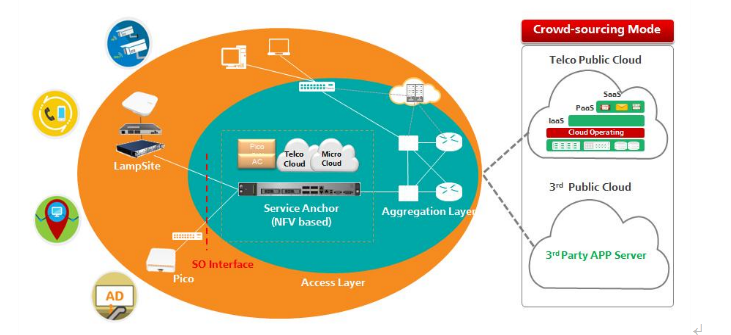 Crowd-sourcing Mode
Telco Public Cloud
SaaS
PaaS
IaaS
Cloud Operating
3rd Public Cloud
3rd Party APP Server
LampSite
Pico
AC
Telco
Cloud
Micro
Cloud
Service Anchor
(NFV based)
Aggregation Layer
SO Interface
Pico
Access Layer
AD